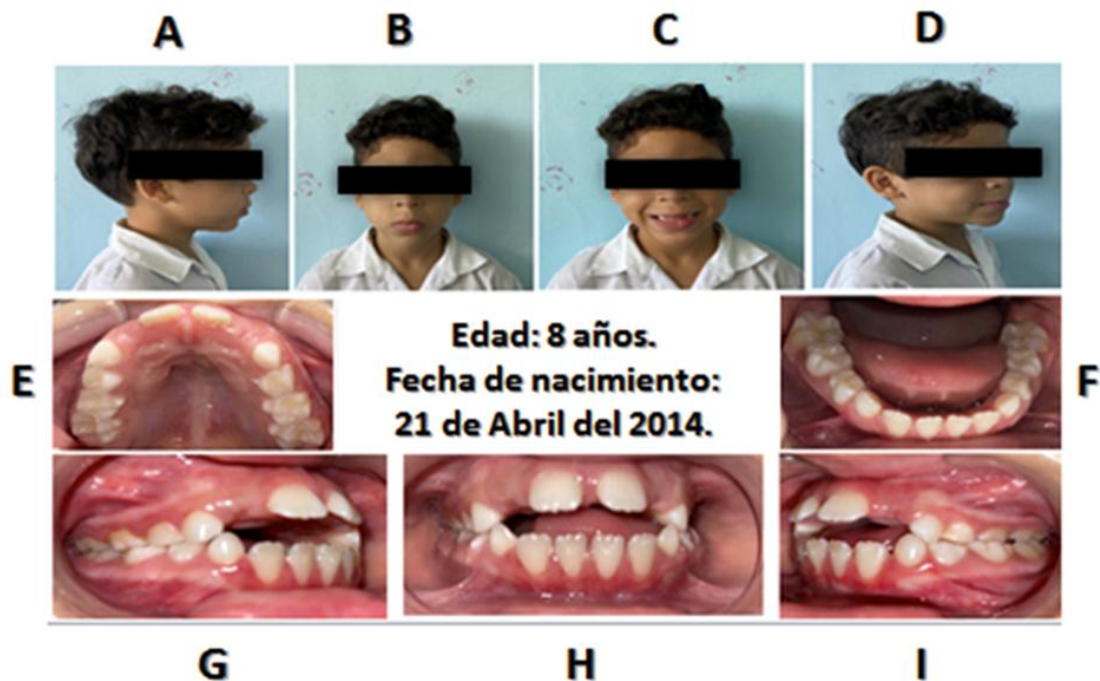 A B C D
E
Edad: 8 años.
Fecha de nacimiento:
21 de Abril del 2014.
F
G H I